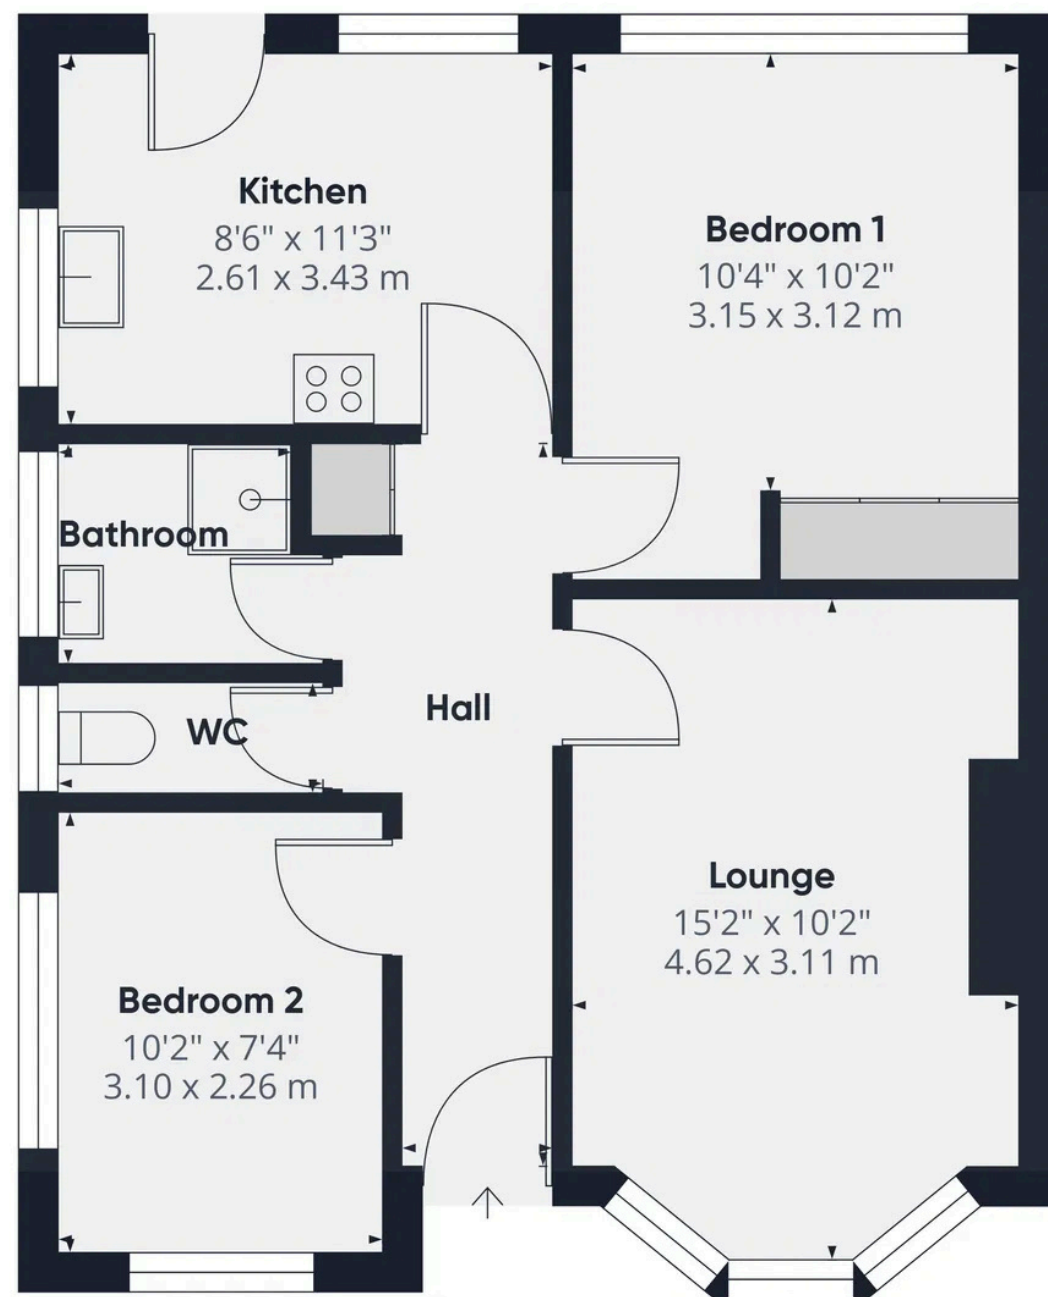 Kitchen
8'6" x 11'3"
2.61 x 3.43 m
Bedroom 1
10'4" x 10'2"
3.15 x 3.12 m
Bathroom
WC
Hall
Lounge
15'2" x 10'2"
4.62 x 3.11 m
Bedroom 2
10'2" x 7'4"
3.10 x 2.26 m